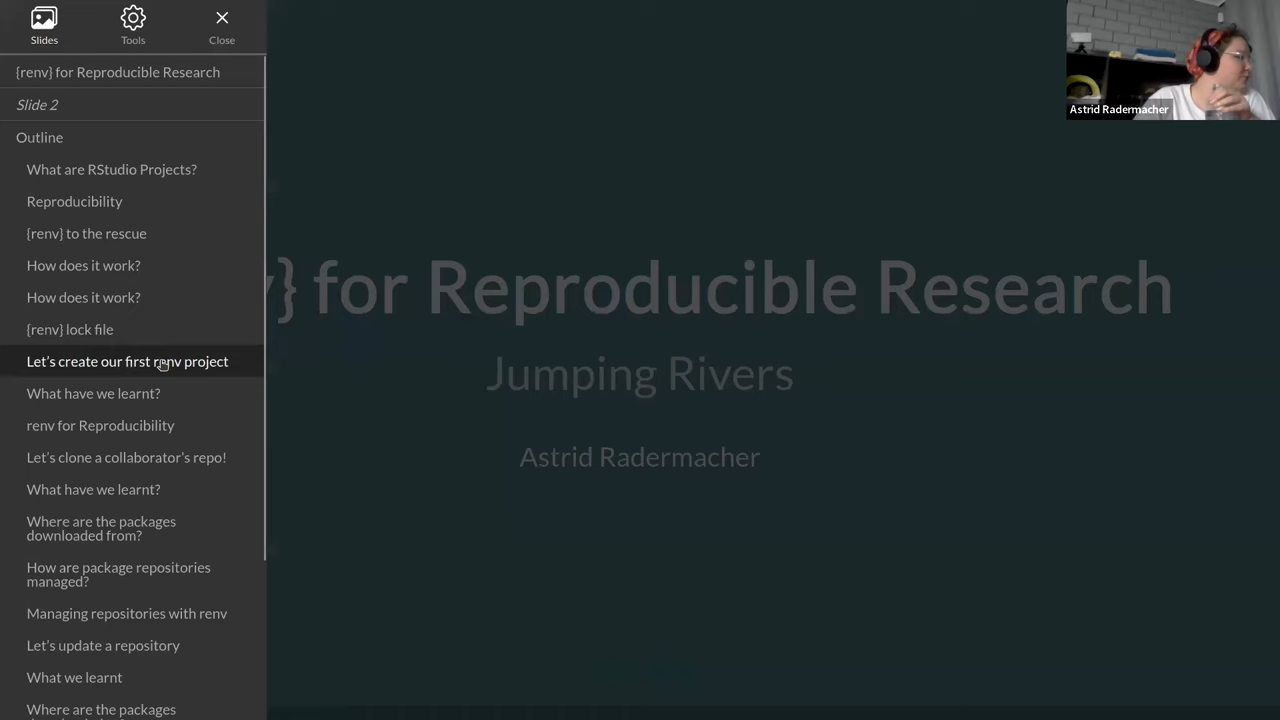 Slides
Tools
Close
{renv} for Reproducible Research
Slide 2
Outline
What are RStudio Projects?
Reproducibility
{renv} to the rescue
How does it work?
How does it work?
{renv} lock file
Let's create our first renv project
What have we learnt?
renv for Reproducibility
Let's clone a collaborator's repo!
What have we learnt?
Where are the packages
downloaded from?
How are package repositories
managed?
Managing repositories with renv
Let's update a repository
What we learnt
Where are the packages
} for Reproducible Research
Jumping Rivers
Astrid Radermacher
Astrid Radermacher